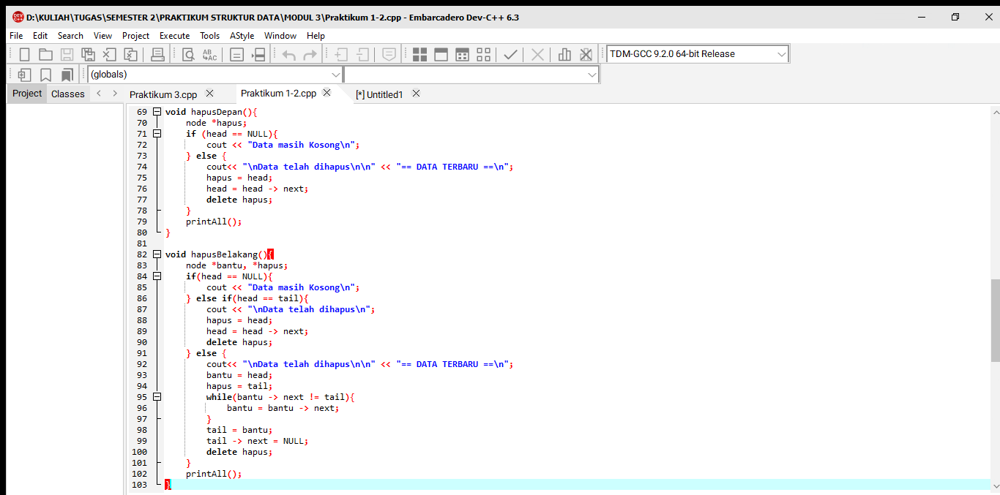 D:\KULIAH\TUGAS\SEMESTER 2\PRAKTIKUM STRUKTUR DATA\MODUL 3\Praktikum 1-2.cpp - Embarcadero Dev-C++ 6.3
File Edit Search View Project Execute Tools AStyle Window Help
TDM-GCC 9.2.0 64-bit Release
(globals)
Project Classes Praktikum 3.cpp Praktikum 1-2.cpp [*] Untitled1
69 void hapusDepan(){
70 node *hapus;
71 if (head == NULL){
72 cout << "Data masih Kosong\n";
73 } else {
74 cout<< "\nData telah dihapus\n\n" << "== DATA TERBARU ==\n";
75 hapus = head;
76 head = head -> next;
77 delete hapus;
78 }
79 printAll();
80 }
81
82 void hapusBelakang(){
83 node *bantu, *hapus;
84 if(head == NULL){
85 cout << "Data masih Kosong\n";
86 } else if(head == tail){
87 cout << "\nData telah dihapus\n";
88 hapus = head;
89 head = head -> next;
90 delete hapus;
91 } else {
92 cout<< "\nData telah dihapus\n\n" << "== DATA TERBARU ==\n";
93 bantu = head;
94 hapus = tail;
95 while(bantu -> next != tail){
96 bantu = bantu -> next;
97 }
98 tail = bantu;
99 tail -> next = NULL;
100 delete hapus;
101 }
102 printAll();
103 }